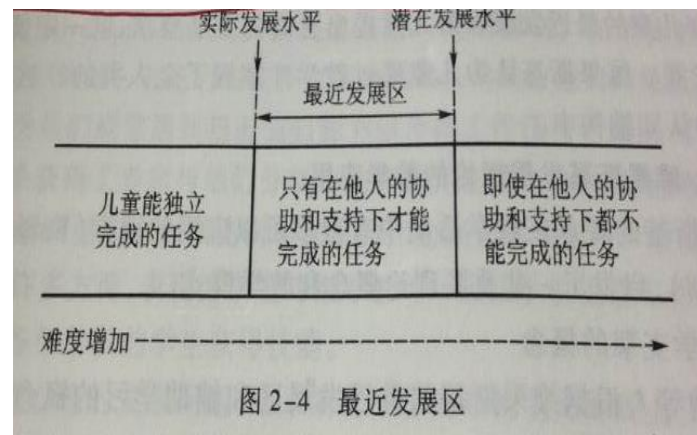 实际发展水平
潜在发展水平
最近发展区
儿童能独立
完成的任务
只有在他人的协
助和支持下才能
完成的任务
即使在他人的协
助和支持下都不
能完成的任务
难度增加
图2-4 最近发展区